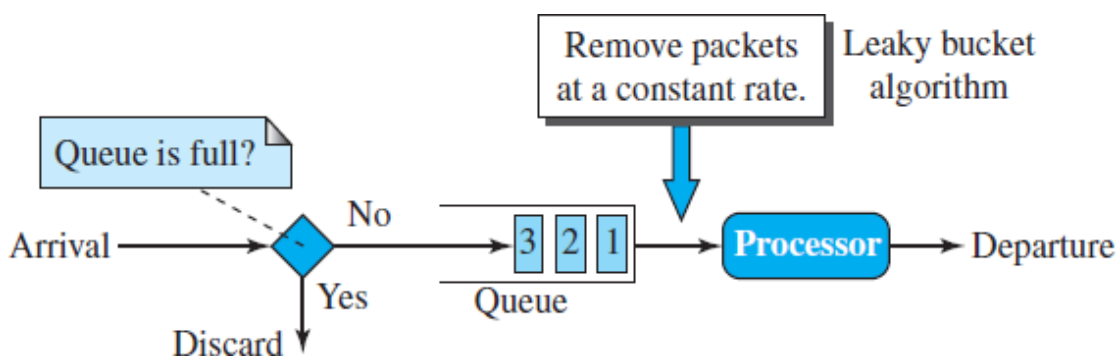 Remove packets
at a constant rate.
Leaky bucket
algorithm
Queue is full?
No
Arrival
3 2 1
Processor
Departure
Yes
Queue
Discard